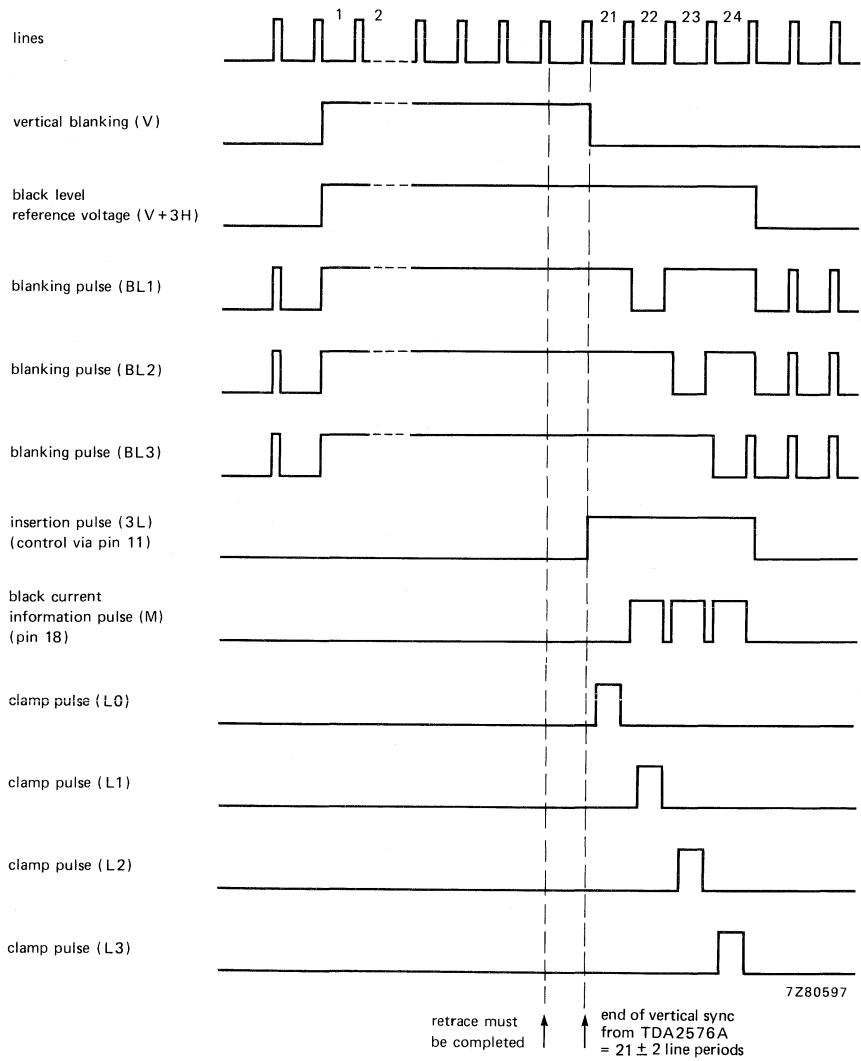 1 2 21 22 23 24
lines
vertical blanking (V)
black level
reference voltage (V+3H)
blanking pulse (BL1)
blanking pulse (BL2)
blanking pulse (BL3)
insertion pulse (3L)
(control via pin 11)
black current
information pulse (M)
(pin 18)
clamp pulse (L0)
clamp pulse (L1)
clamp pulse (L2)
clamp pulse (L3)
7Z80597
retrace must
be completed
end of vertical sync
from TDA2576A
= 21 ± 2 line periods